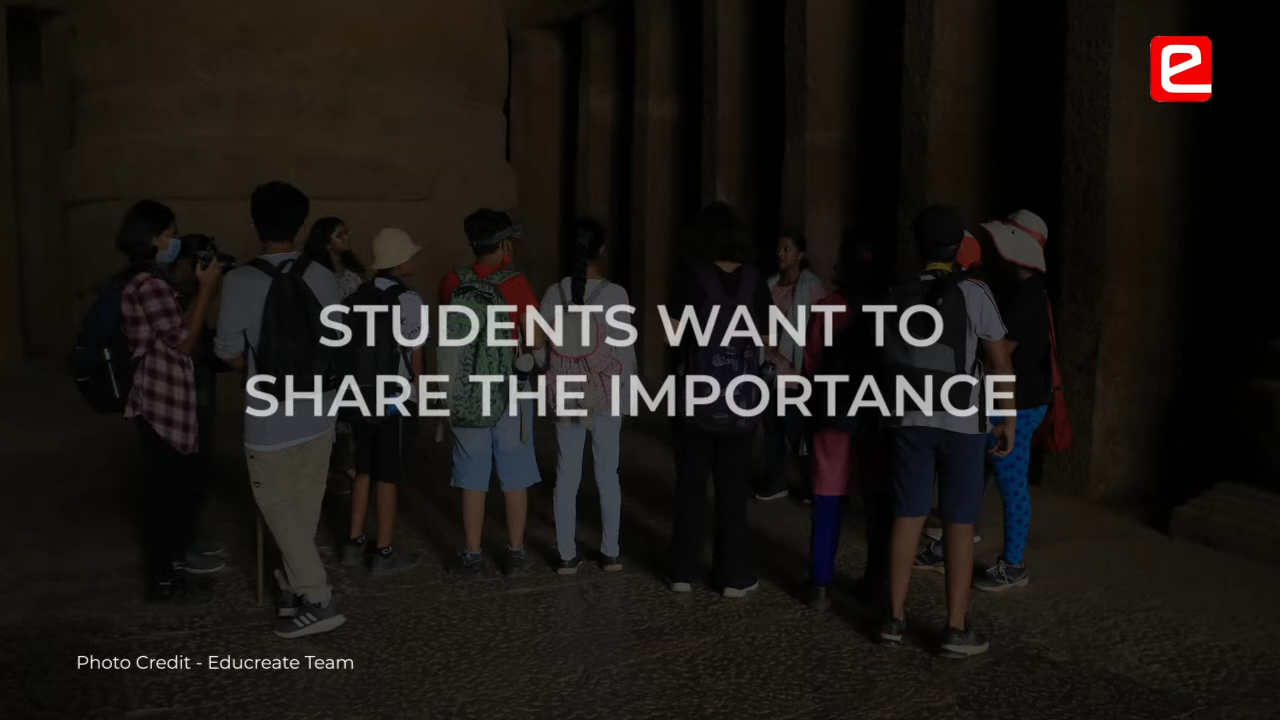 STUDENTS WANT TO
SHARE THE IMPORTANCE
Photo Credit - Educreate Team